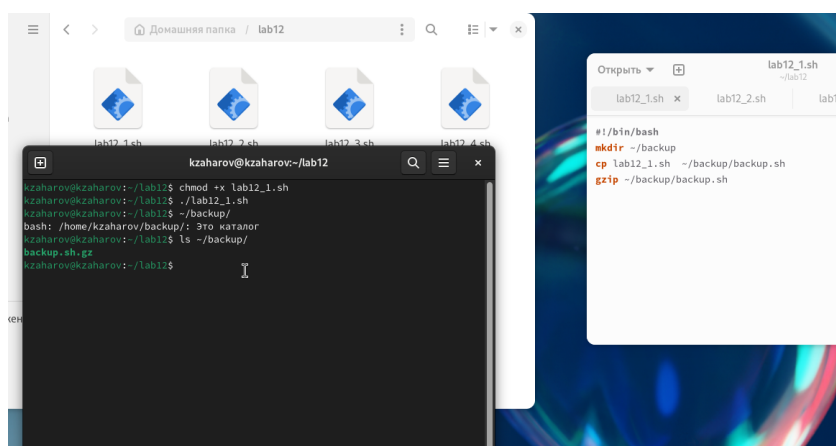 Домашняя папка / lab12
lab12_1.sh
lab12_2.sh
lab12_3.sh
lab12_4.sh
kzaharov@kzaharov:~/lab12
kzaharov@kzaharov:~/lab12$ chmod +x lab12_1.sh
kzaharov@kzaharov:~/lab12$ ./lab12_1.sh
kzaharov@kzaharov:~/lab12$ ~/backup/
bash: /home/kzaharov/backup/: Это каталог
kzaharov@kzaharov:~/lab12$ ls ~/backup/
backup.sh.gz
kzaharov@kzaharov:~/lab12$
Открыть
lab12_1.sh
~/lab12
lab12_1.sh
lab12_2.sh
#!/bin/bash
mkdir ~/backup
cp lab12_1.sh ~/backup/backup.sh
gzip ~/backup/backup.sh